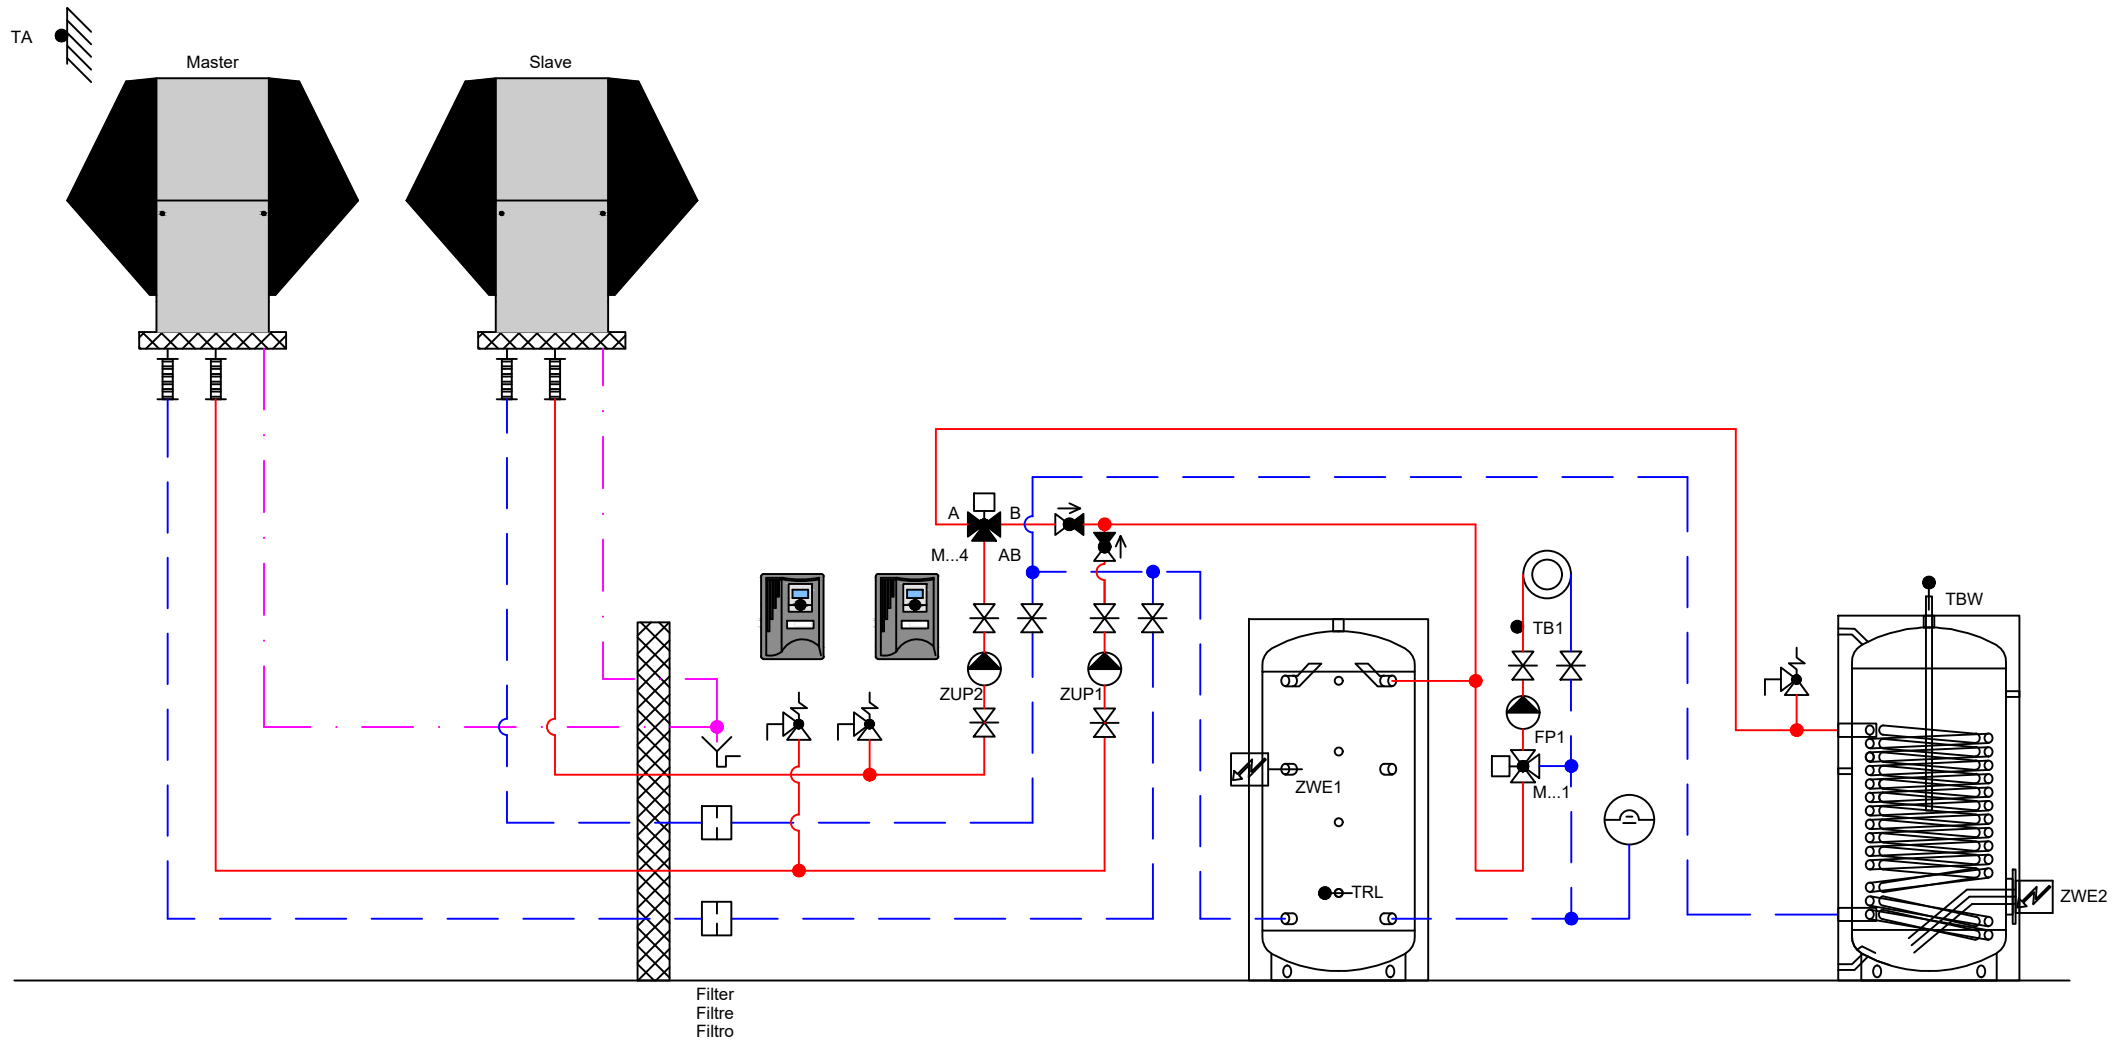 TA
Master
Slave
A
B
M...4
AB
TBW
TB1
ZUP2
ZUP1
FP1
ZWE1
M...1
TRL
ZWE2
Filter
Filtre
Filtro